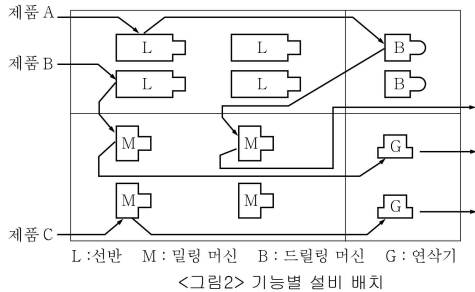 제품 A
L L B
제품 B
L L B
M M G
M M G
제품 C
L : 선반 M : 밀링 머신 B : 드릴링 머신 G : 연삭기
<그림2> 기능별 설비 배치